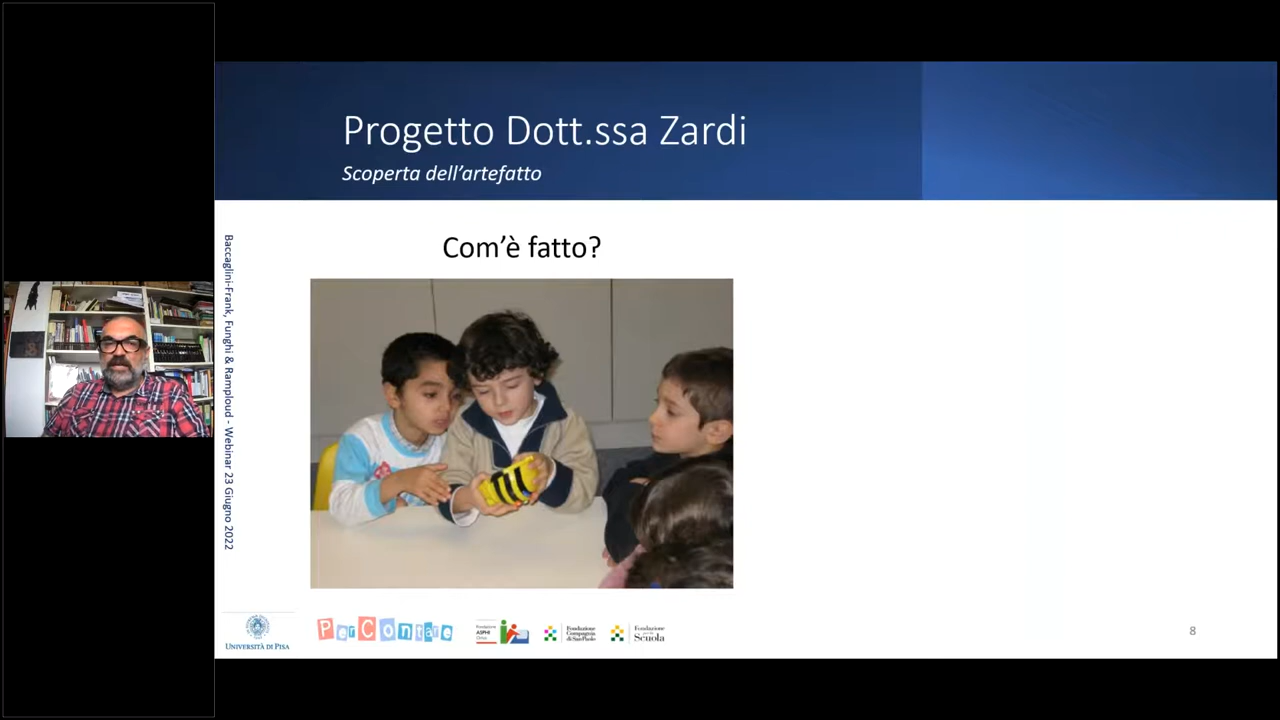 Progetto Dott.ssa Zardi
Scoperta dell'artefatto
Com'è fatto?
Baccaglini-Frank, Funghi & Ramploud - Webinar 23 Giugno 2022
UNIVERSITÀ DI PISA
PerContare
Fondazione
ASPHI
Onlus
Fondazione
Compagnia
di San Paolo
Fondazione
per la
Scuola
8